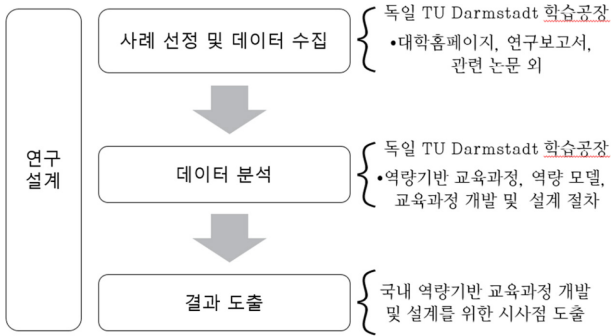 연구
설계
사례 선정 및 데이터 수집
독일 TU Darmstadt 학습공장
•대학홈페이지, 연구보고서,
관련 논문 외
데이터 분석
독일 TU Darmstadt 학습공장
•역량기반 교육과정, 역량 모델,
교육과정 개발 및 설계 절차
결과 도출
국내 역량기반 교육과정 개발
및 설계를 위한 시사점 도출